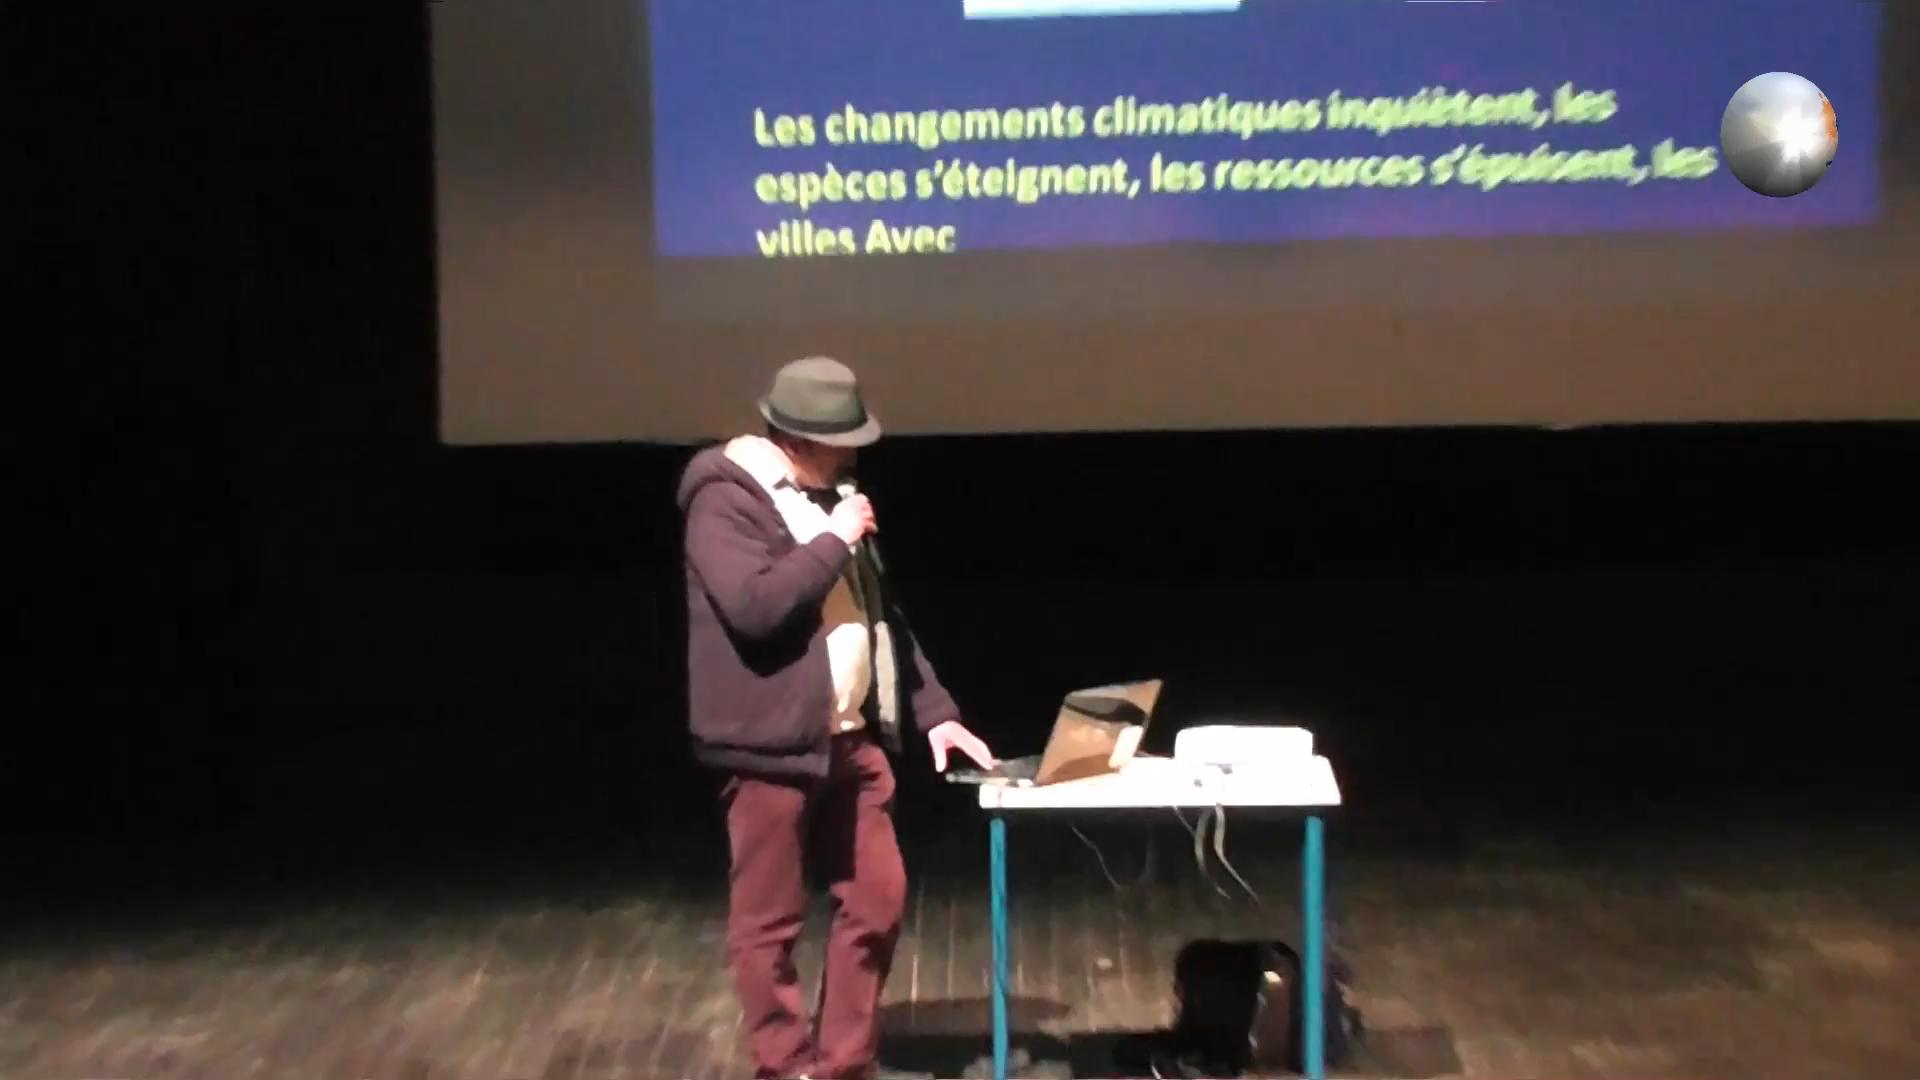 Les changements climatiques inquiètent, les
espèces s'éteignent, les ressources s'épuisent, les
villes Avec